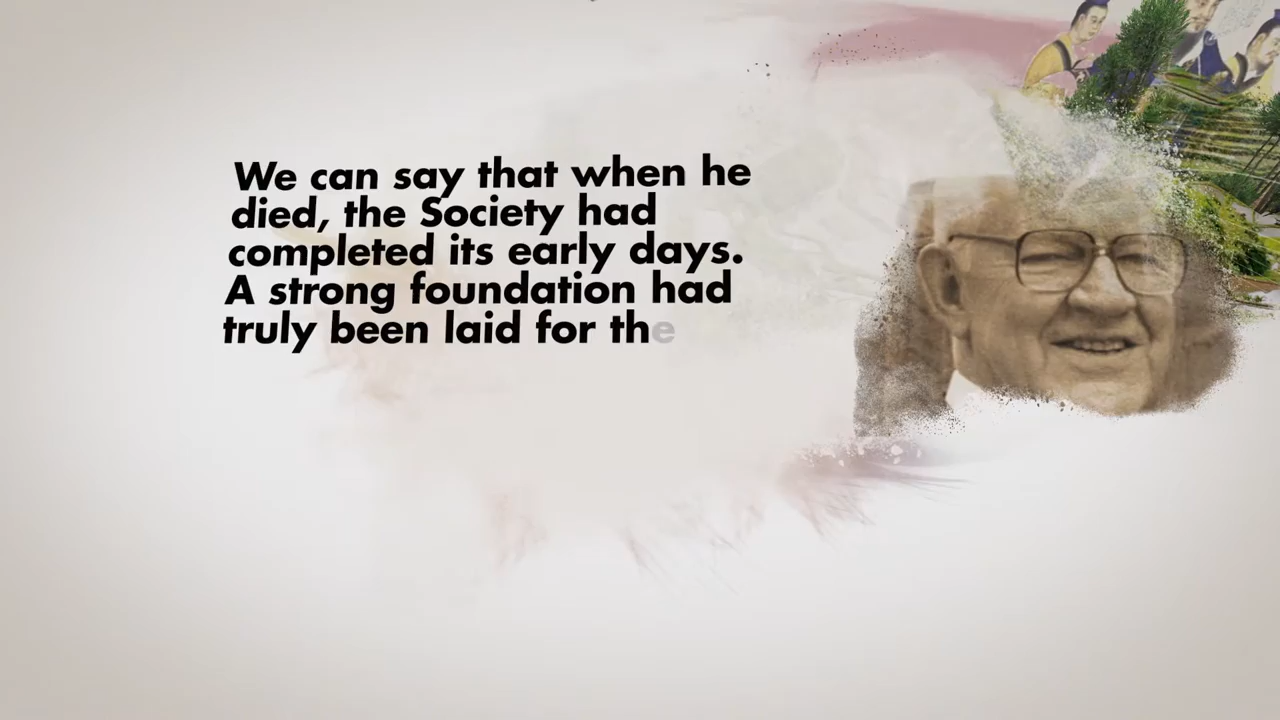 We can say that when he
died, the Society had
completed its early days.
A strong foundation had
truly been laid for the